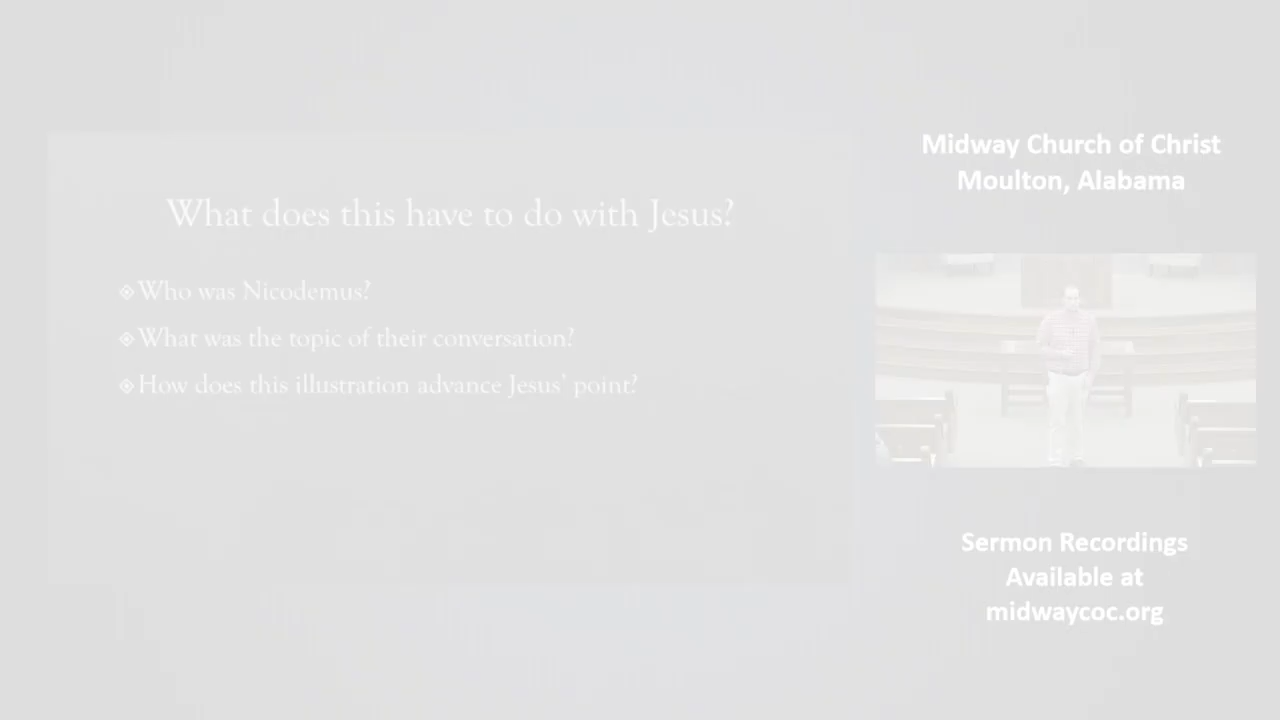 What does this have to do with Jesus?
Who was Nicodemus?
What was the topic of their conversation?
How does this illustration advance Jesus' point?
Midway Church of Christ
Moulton, Alabama
Sermon Recordings
Available at
midwaycoc.org